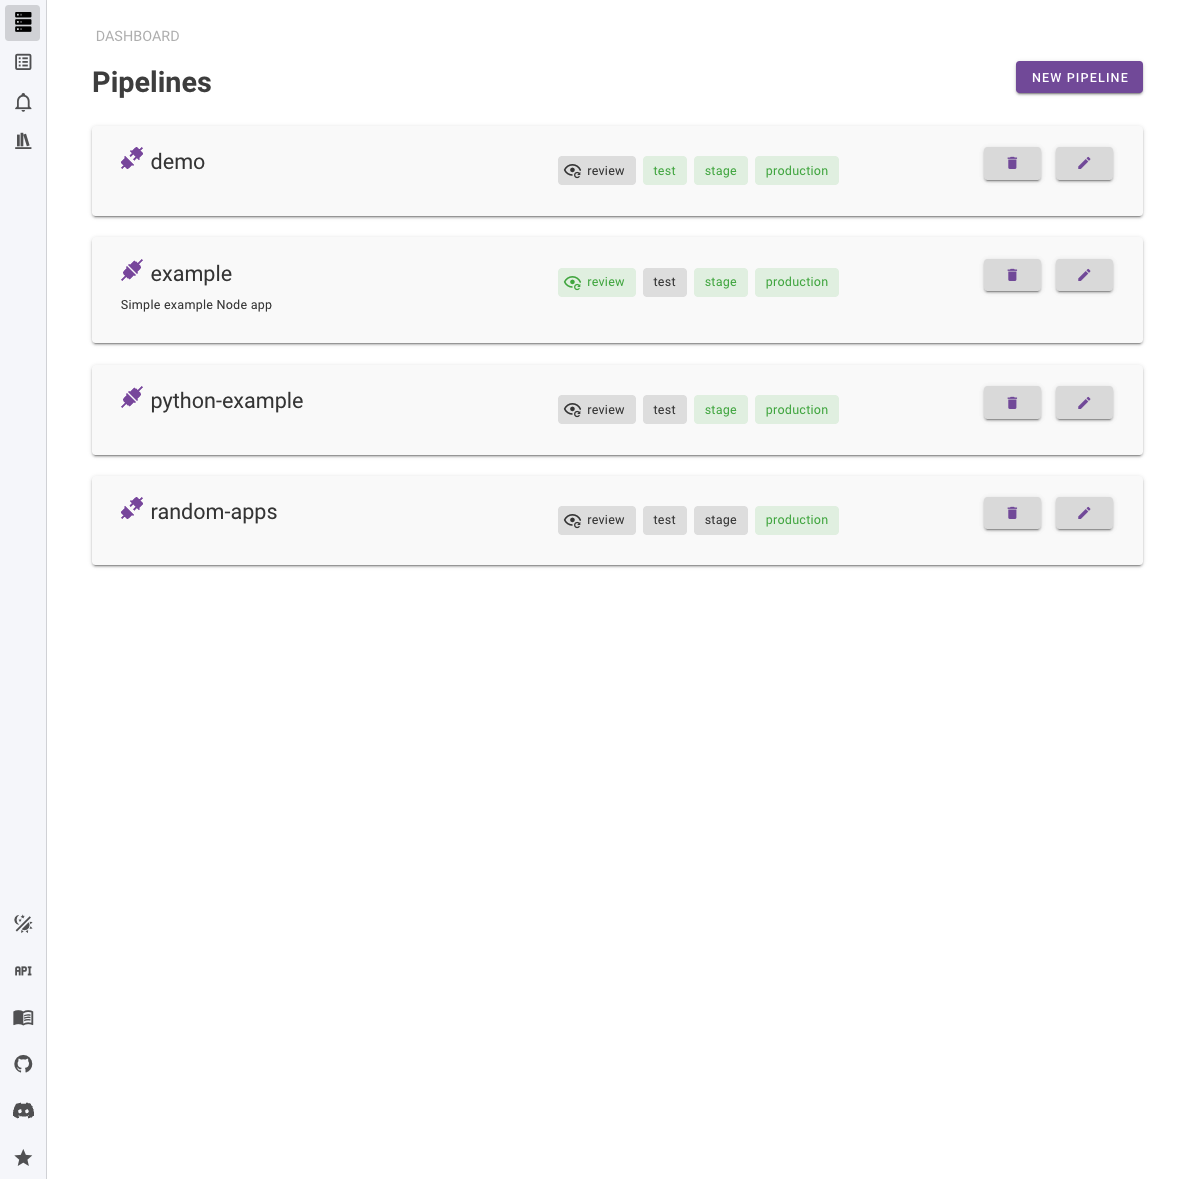 DASHBOARD
Pipelines
NEW PIPELINE
demo
review test stage production
example
Simple example Node app
review test stage production
python-example
review test stage production
random-apps
review test stage production
API